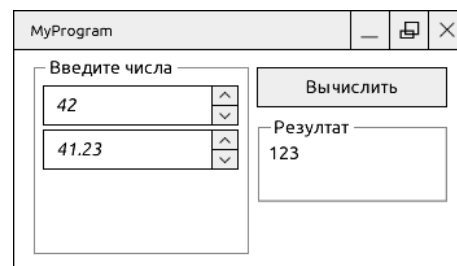 MyProgram
Введите числа
42
41.23
Вычислить
Резултат
123